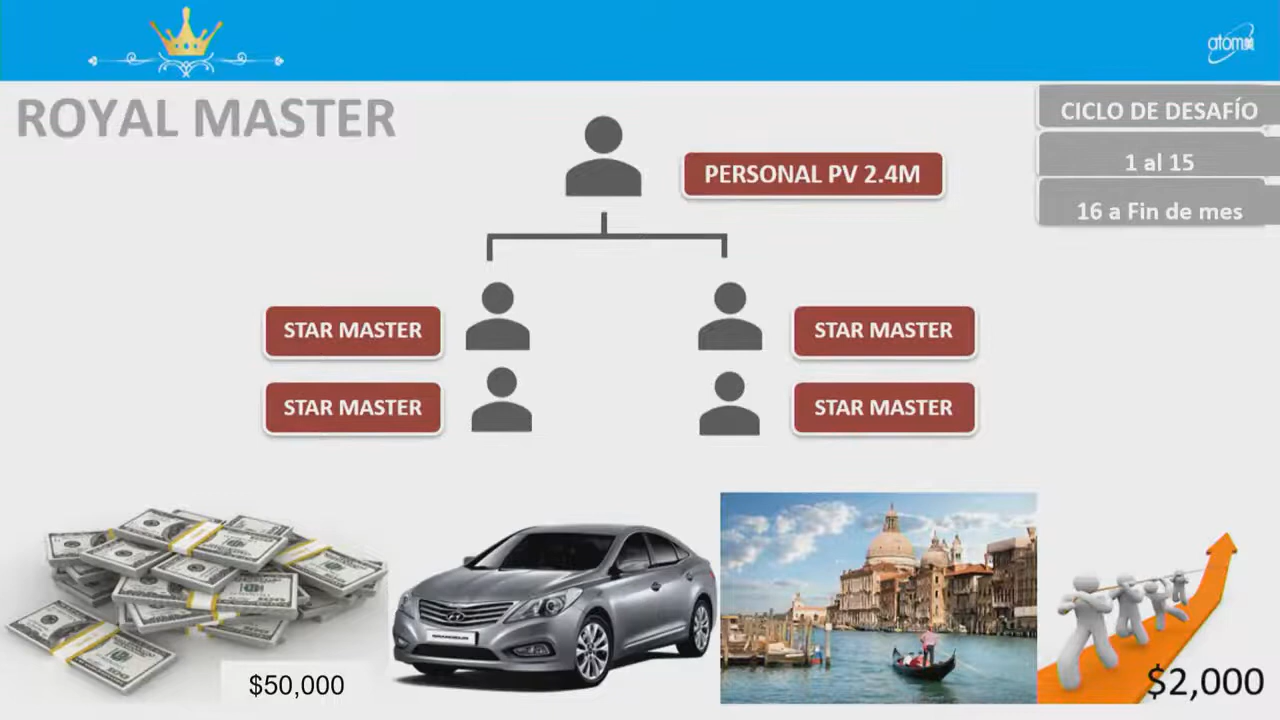 atomy
ROYAL MASTER
CICLO DE DESAFÍO
1 al 15
16 a Fin de mes
PERSONAL PV 2.4M
STAR MASTER
STAR MASTER
STAR MASTER
STAR MASTER
GRANDEUR
$50,000
$2,000